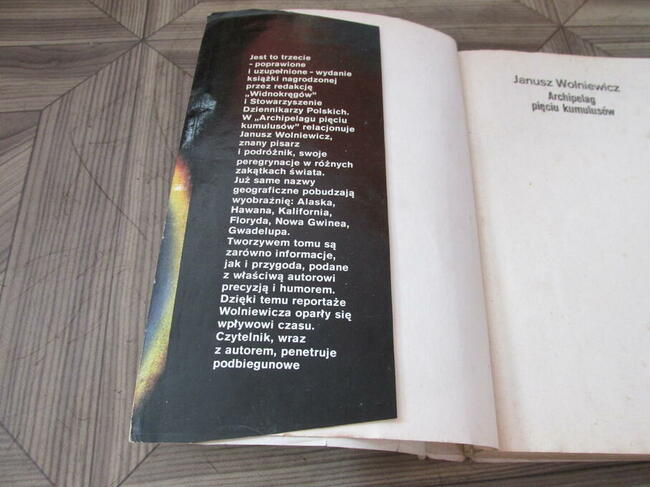 Jest to trzecie
- poprawione
i uzupełnione - wydanie
książki nagrodzonej
przez redakcję
„Widnokręgów”
i Stowarzyszenie
Dziennikarzy Polskich.
W „Archipelagu pięciu
kumulusów” relacjonuje
Janusz Wolniewicz,
znany pisarz
i podróżnik, swoje
peregrynacje w różnych
zakątkach świata.
Już same nazwy
geograficzne pobudzają
wyobraźnię: Alaska,
Hawana, Kalifornia,
Floryda, Nowa Gwinea,
Gwadelupa.
Tworzywem tomu są
zarówno informacje,
jak i przygoda, podane
z właściwą autorowi
precyzją i humorem.
Dzięki temu reportaże
Wolniewicza oparły się
wpływowi czasu.
Czytelnik, wraz
z autorem, penetruje
podbiegunowe
Janusz Wolniewicz
Archipelag
pięciu kumulusów